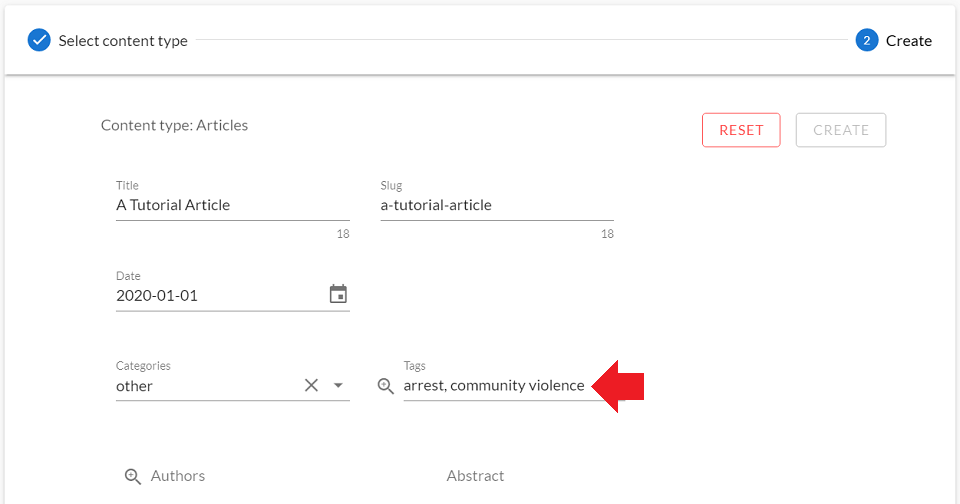 Select content type
2 Create
Content type: Articles
RESET CREATE
Title Slug
A Tutorial Article a-tutorial-article
18 18
Date
2020-01-01
Categories Tags
other arrest, community violence
Authors Abstract